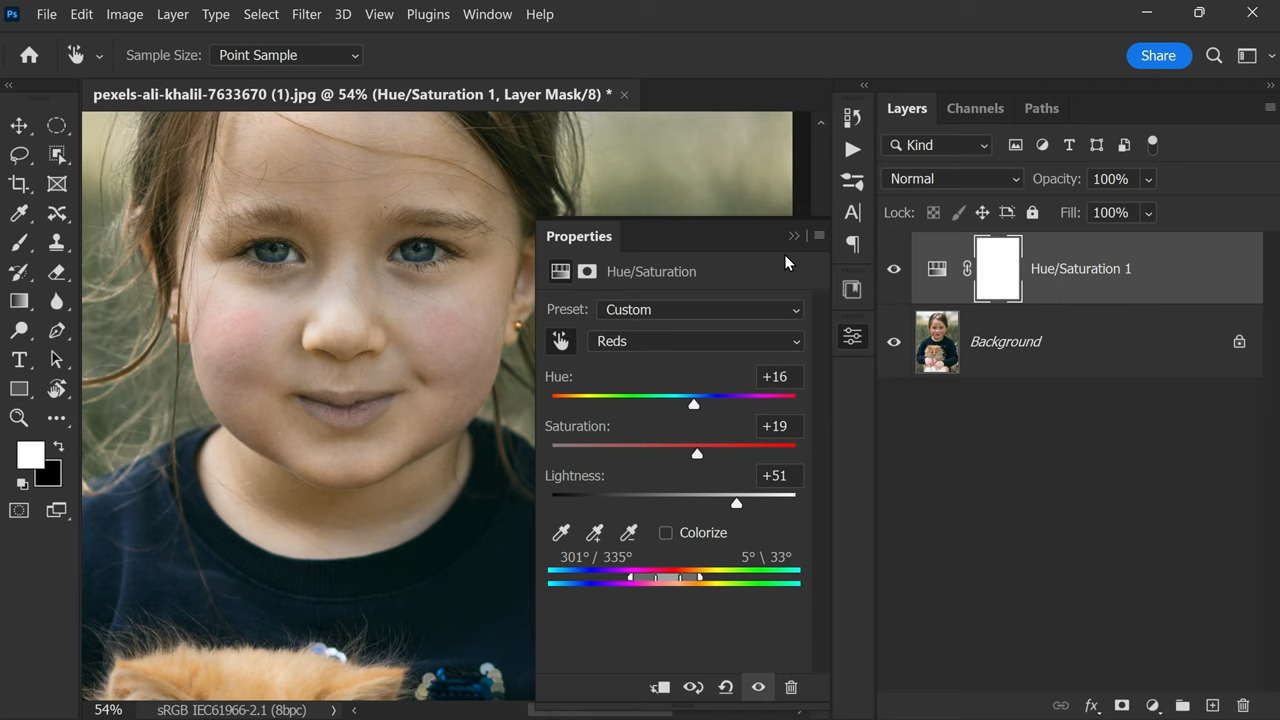 Ps File Edit Image Layer Type Select Filter 3D View Plugins Window Help
Sample Size: Point Sample Share
pexels-ali-khalil-7633670 (1).jpg @ 54% (Hue/Saturation 1, Layer Mask/8) *
Layers Channels Paths
Kind
Normal Opacity: 100%
Lock: Fill: 100%
Properties
Hue/Saturation
Hue/Saturation 1
Preset: Custom
Reds
Background
Hue: +16
Saturation: +19
Lightness: +51
Colorize
301° / 335° 5° \ 33°
54% sRGB IEC61966-2.1 (8bpc)
fx